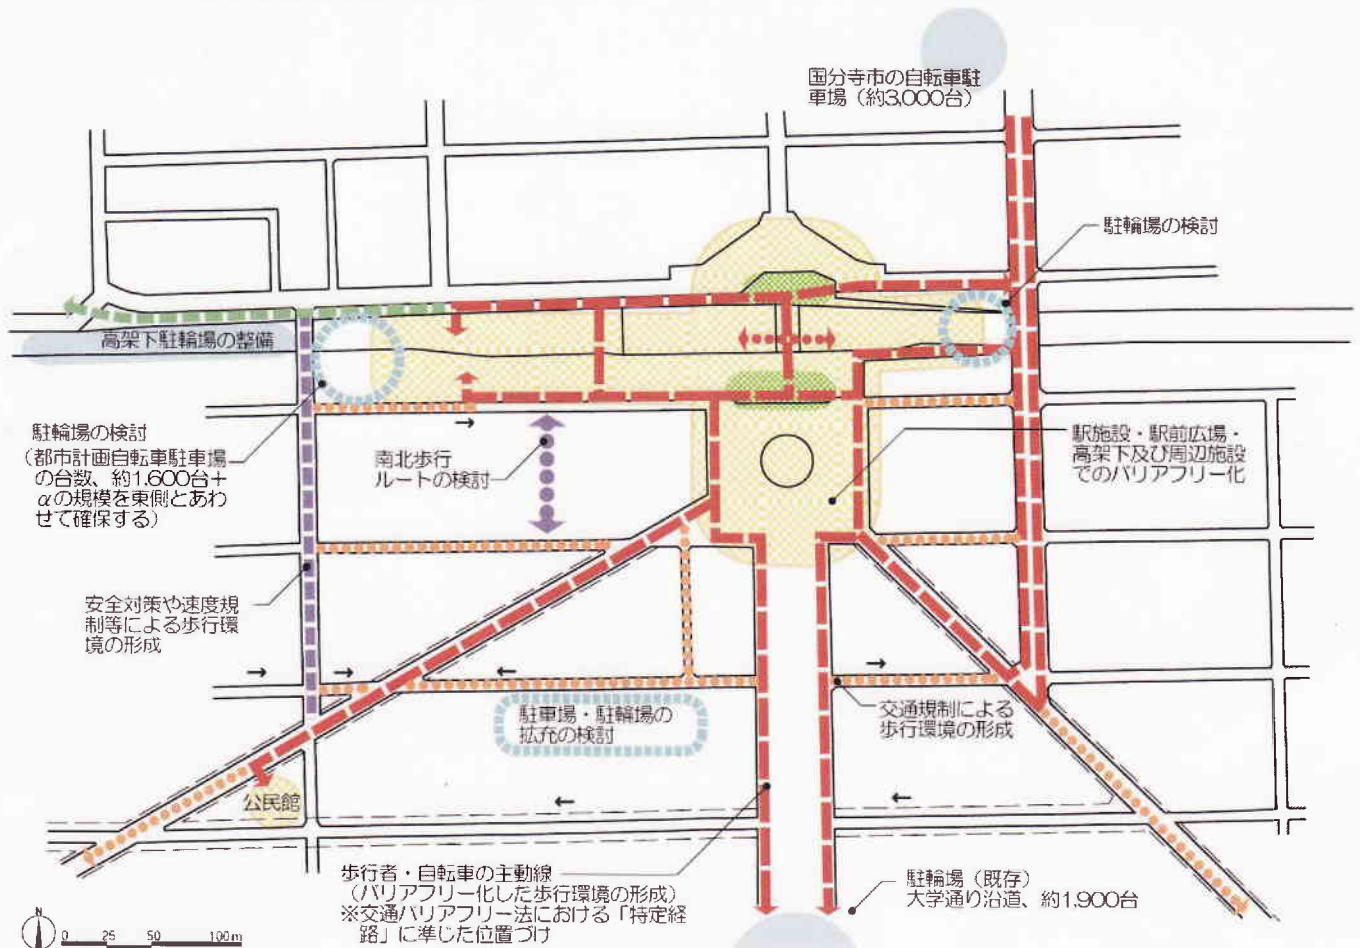 国分寺市の自転車駐
車場（約3,000台）
駐輪場の検討
高架下駐輪場の整備
駐輪場の検討
（都市計画自転車駐車場
の台数、約1,600台＋
αの規模を東側とあわ
せて確保する）
南北歩行
ルートの検討
駅施設・駅前広場・
高架下及び周辺施設
でのバリアフリー化
安全対策や速度規
制等による歩行環
境の形成
駐車場・駐輪場の
拡充の検討
交通規制による
歩行環境の形成
公民館
歩行者・自転車の主動線
（バリアフリー化した歩行環境の形成）
※交通バリアフリー法における「特定経
路」に準じた位置づけ
駐輪場（既存）
大学通り沿道、約1,900台
N
0 25 50 100m